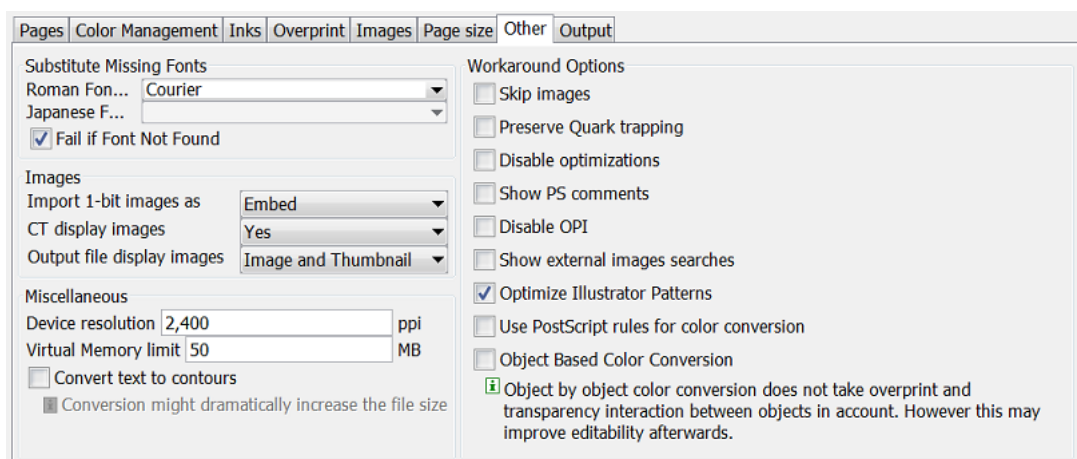 Pages Color Management Inks Overprint Images Page size Other Output
Substitute Missing Fonts
Roman Fon... Courier
Japanese F...
Fail if Font Not Found
Images
Import 1-bit images as Embed
CT display images Yes
Output file display images Image and Thumbnail
Miscellaneous
Device resolution 2,400 ppi
Virtual Memory limit 50 MB
Convert text to contours
Conversion might dramatically increase the file size
Workaround Options
Skip images
Preserve Quark trapping
Disable optimizations
Show PS comments
Disable OPI
Show external images searches
Optimize Illustrator Patterns
Use PostScript rules for color conversion
Object Based Color Conversion
Object by object color conversion does not take overprint and
transparency interaction between objects in account. However this may
improve editability afterwards.